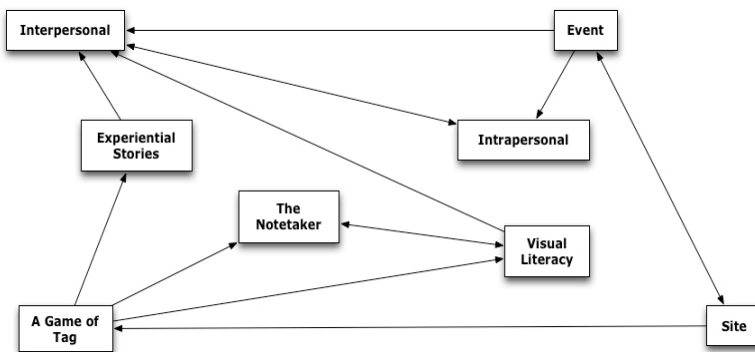 Interpersonal
Event
Experiential
Stories
Intrapersonal
The
Notetaker
Visual
Literacy
A Game of
Tag
Site